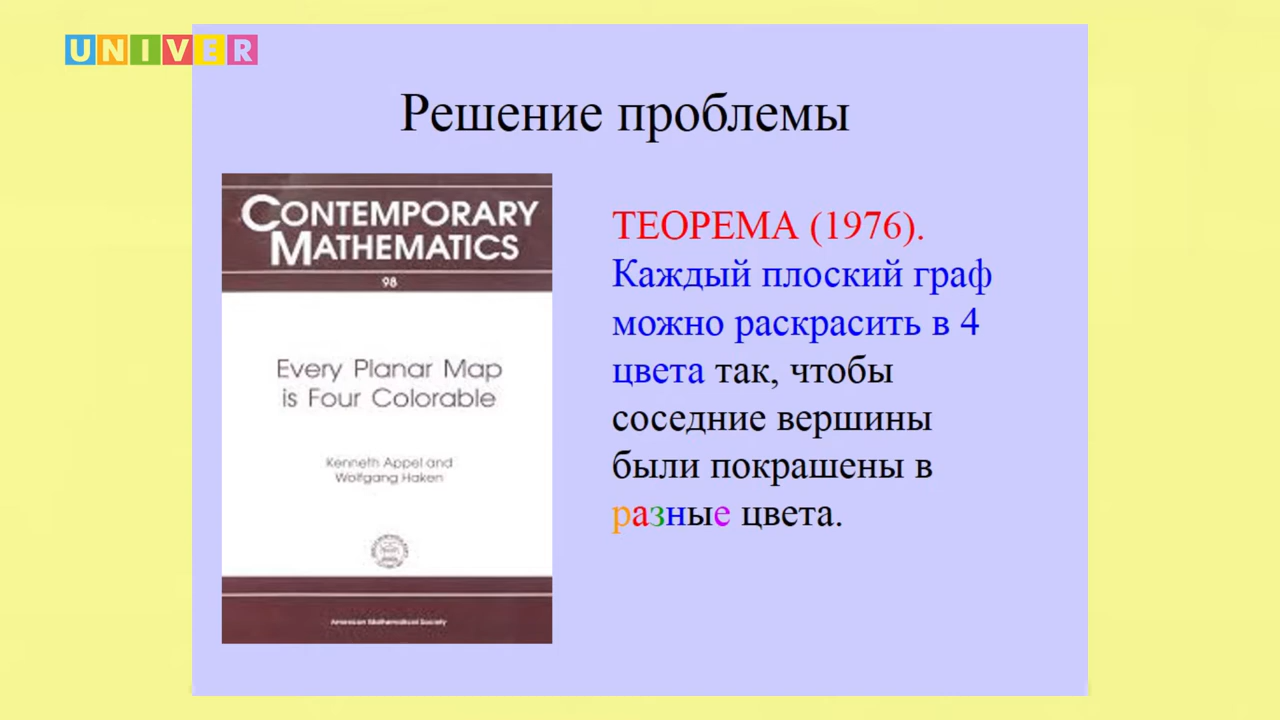 UNIVER
Решение проблемы
CONTEMPORARY
MATHEMATICS
98
Every Planar Map
is Four Colorable
Kenneth Appel and
Wolfgang Haken
American Mathematical Society
ТЕОРЕМА (1976).
Каждый плоский граф
можно раскрасить в 4
цвета так, чтобы
соседние вершины
были покрашены в
разные цвета.